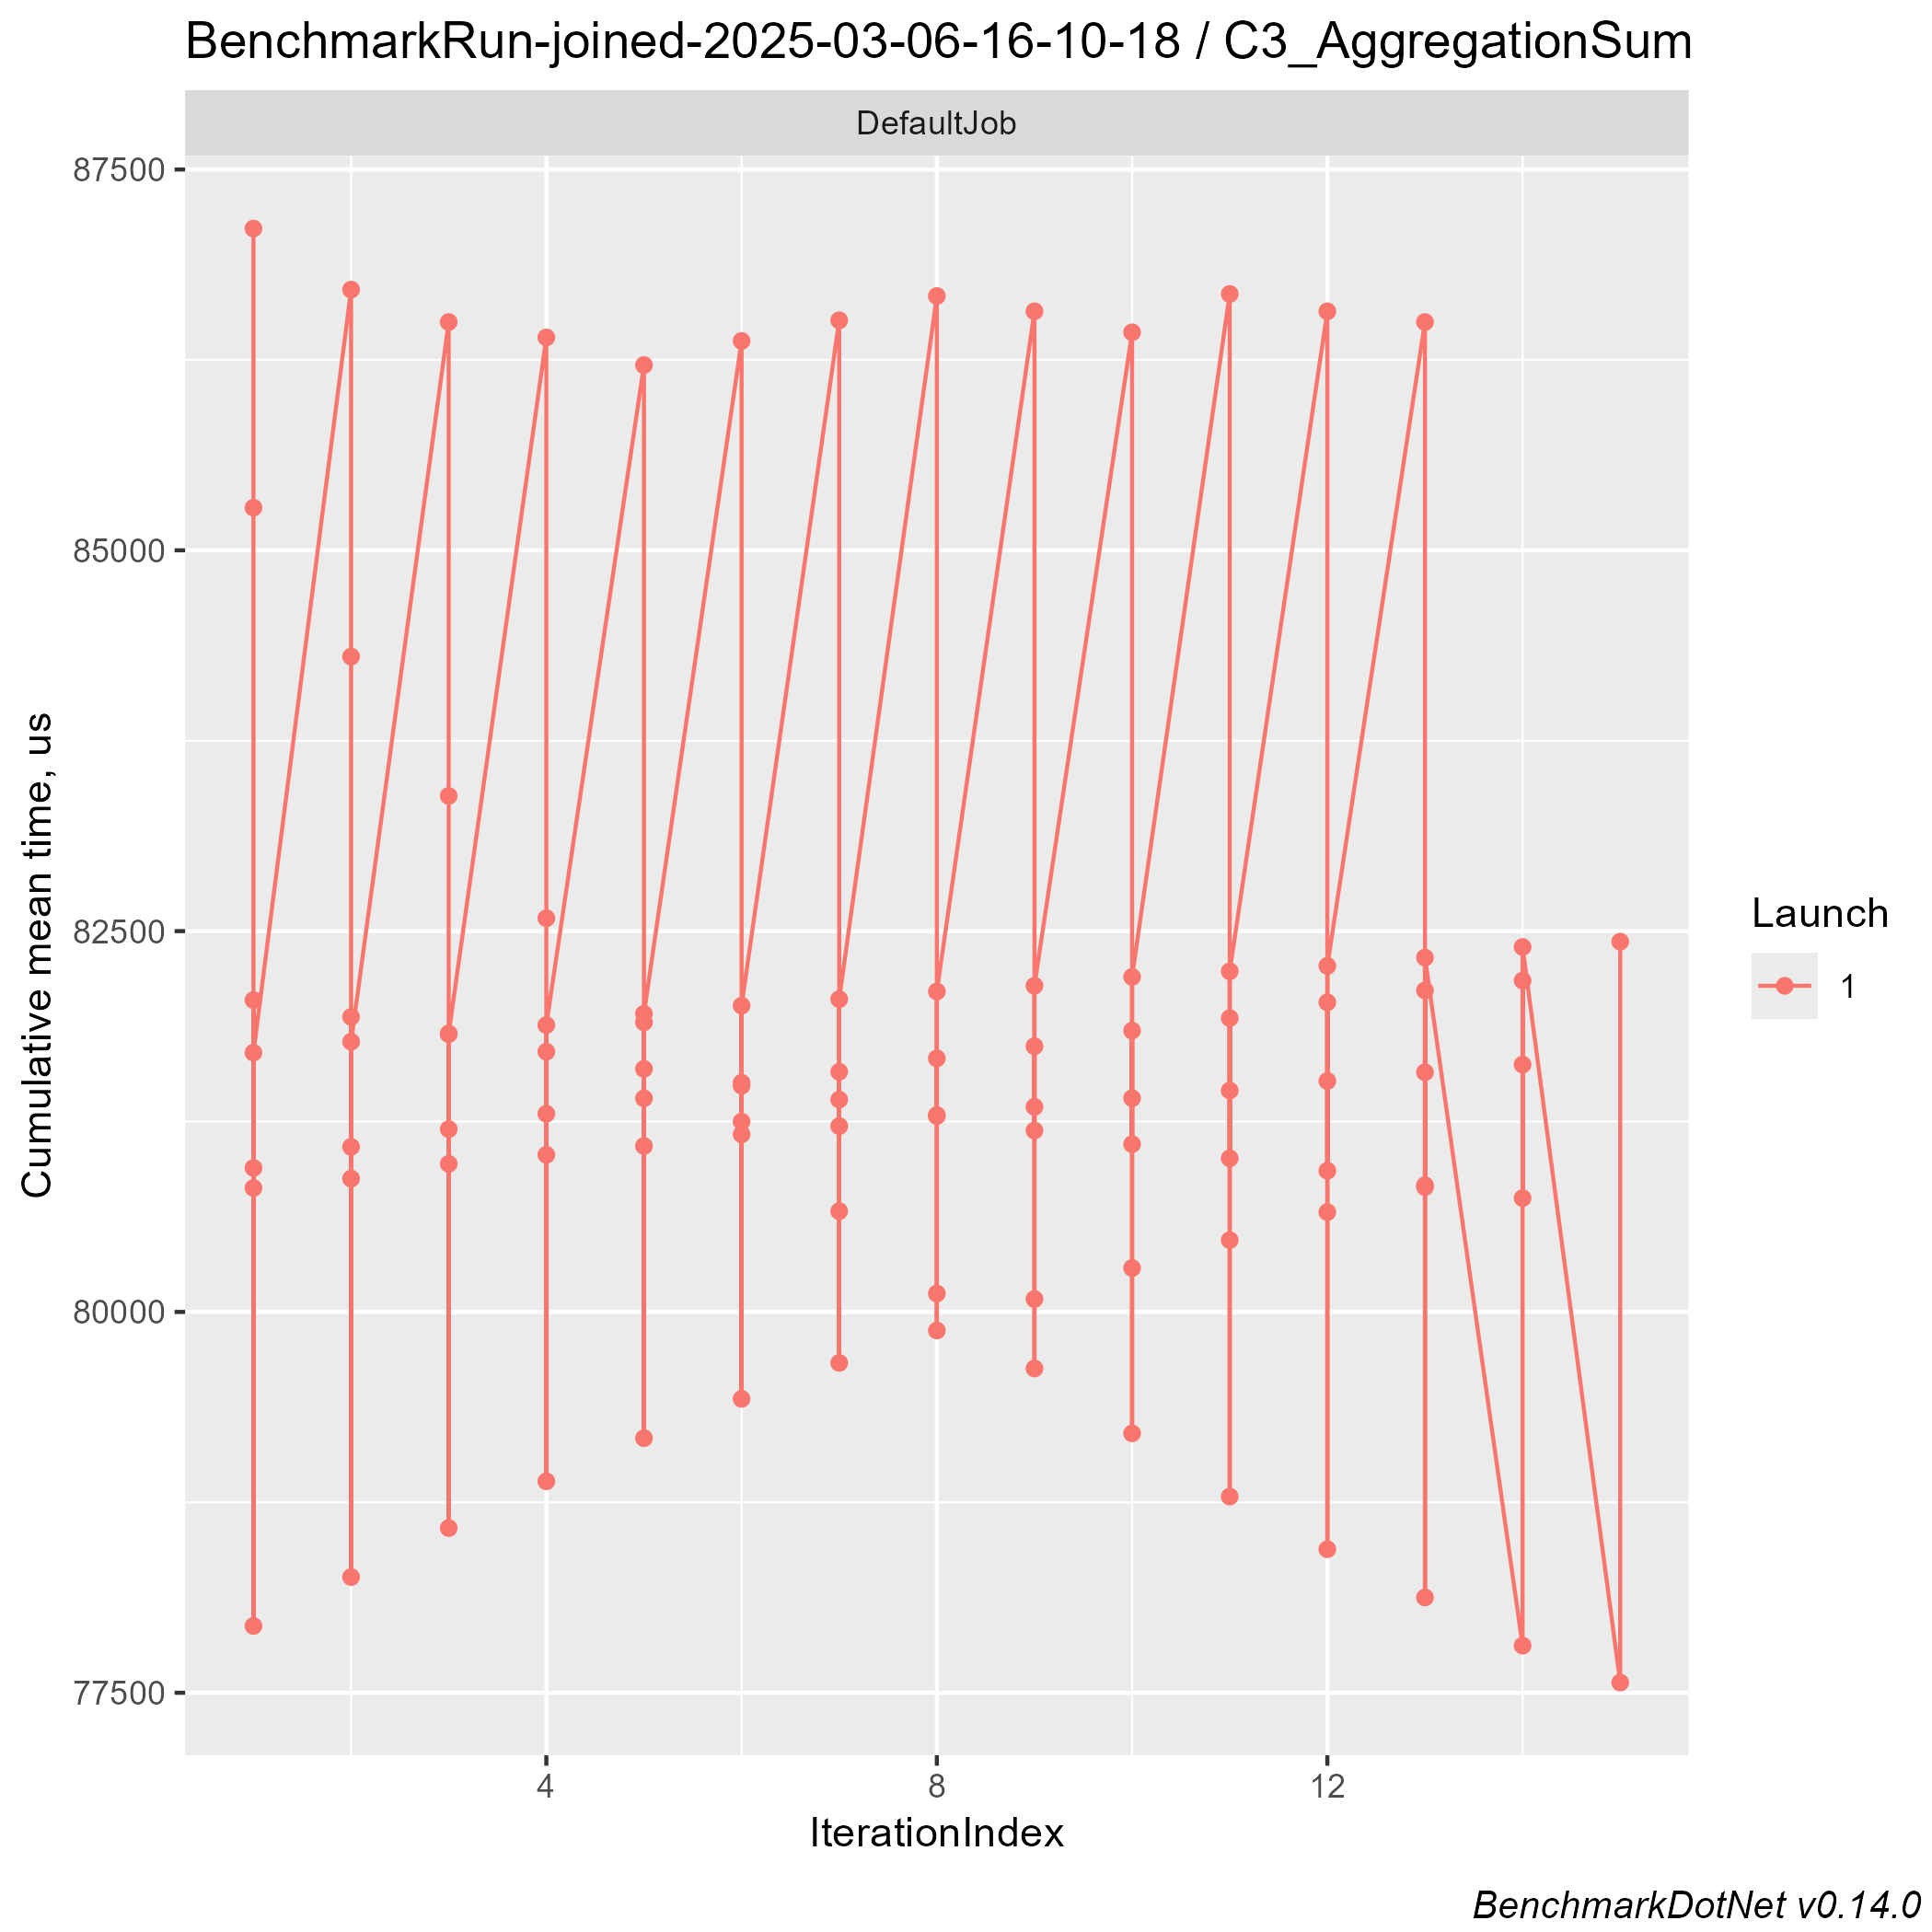 BenchmarkRun-joined-2025-03-06-16-10-18 / C3_AggregationSum
DefaultJob
87500
85000
82500
80000
77500
Cumulative mean time, us
4
8
12
IterationIndex
Launch
1
BenchmarkDotNet v0.14.0